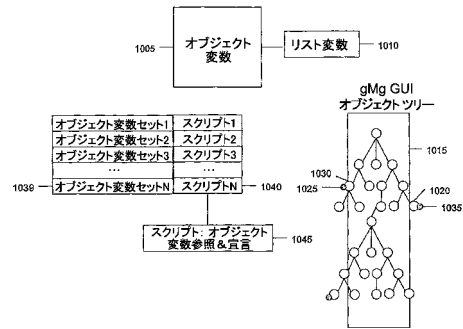 1005
オブジェクト
変数
リスト変数
1010
gMg GUI
オブジェクト ツリー
1015
オブジェクト変数セット1 スクリプト1
オブジェクト変数セット2 スクリプト2
オブジェクト変数セット3 スクリプト3
... ...
1039 オブジェクト変数セットN スクリプトN 1040
1030
1025
1020
1035
スクリプト: オブジェクト
変数参照&宣言
1045